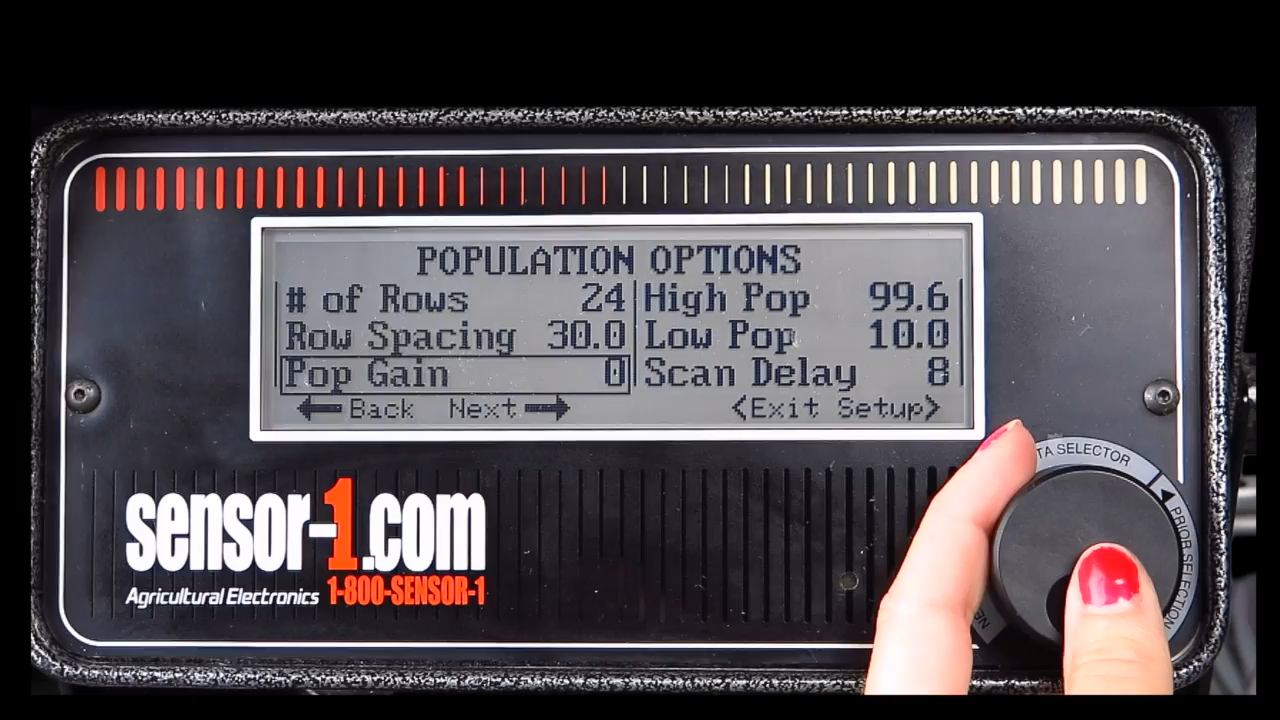 POPULATION OPTIONS
# of Rows 24 High Pop 99.6
Row Spacing 30.0 Low Pop 10.0
Pop Gain 0 Scan Delay 8
Back Next <Exit Setup>
SELECTOR
PRIOR SELECTION
sensor-1.com
Agricultural Electronics 1-800-SENSOR-1